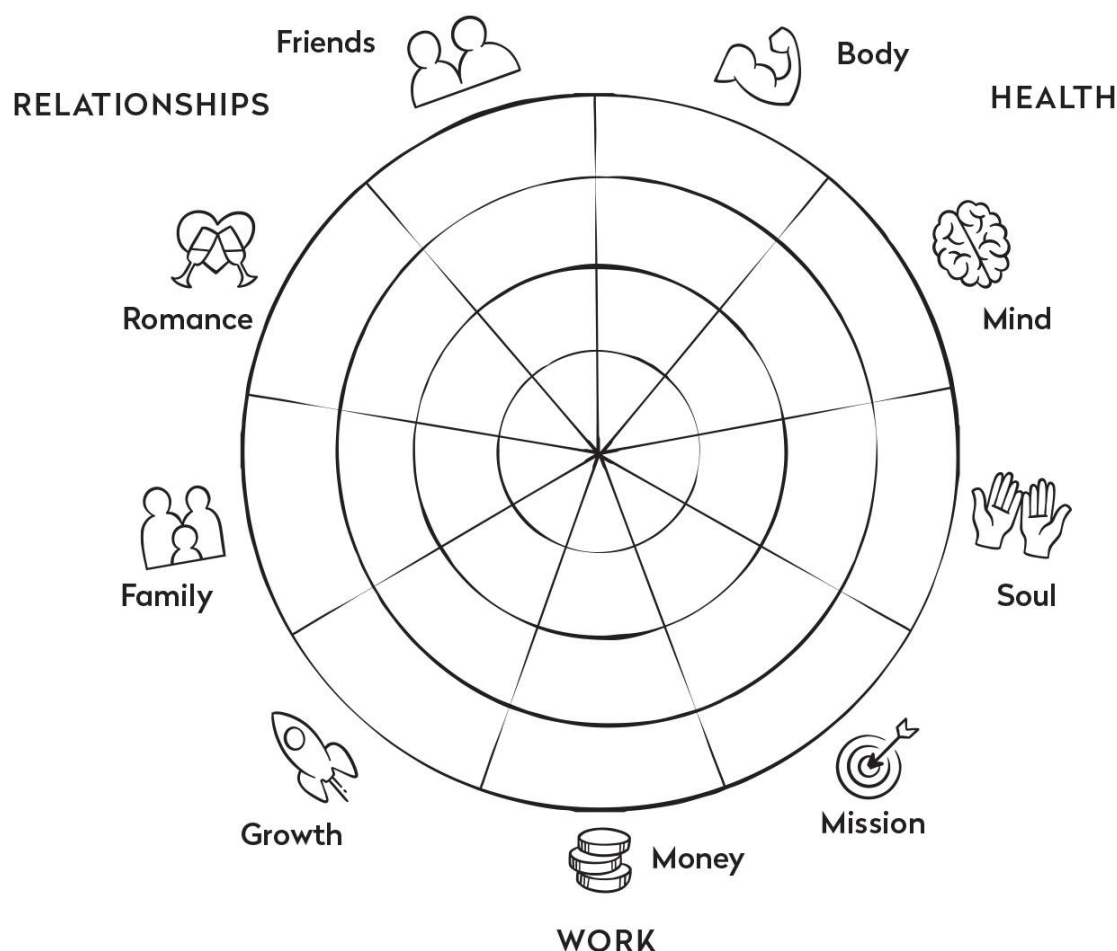 Friends
Body
RELATIONSHIPS
HEALTH
Romance
Mind
Family
Soul
Growth
Mission
Money
WORK